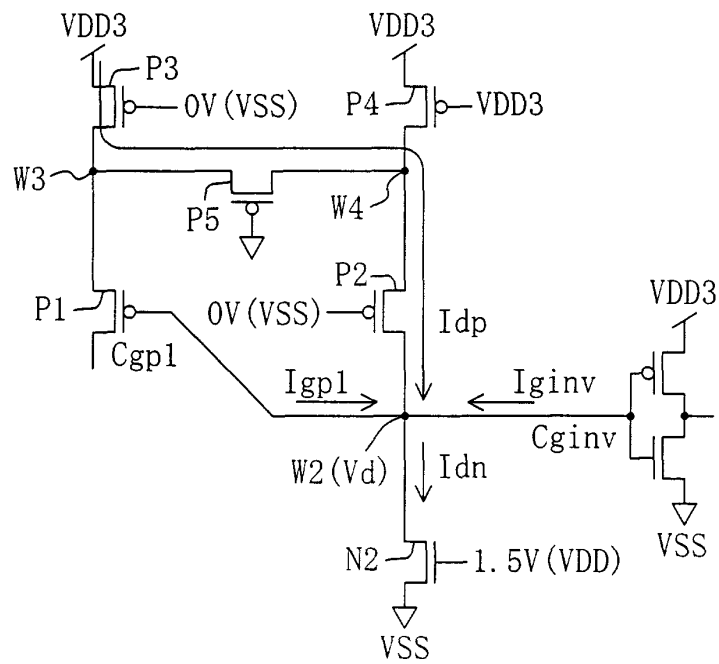 VDD3
VDD3
P3
P4
0V(VSS)
VDD3
W3
W4
P5
P2
VDD3
P1
0V(VSS)
Idp
Cgp1
Igp1
Iginv
Cginv
W2(Vd)
Idn
VSS
N2
1.5V(VDD)
VSS